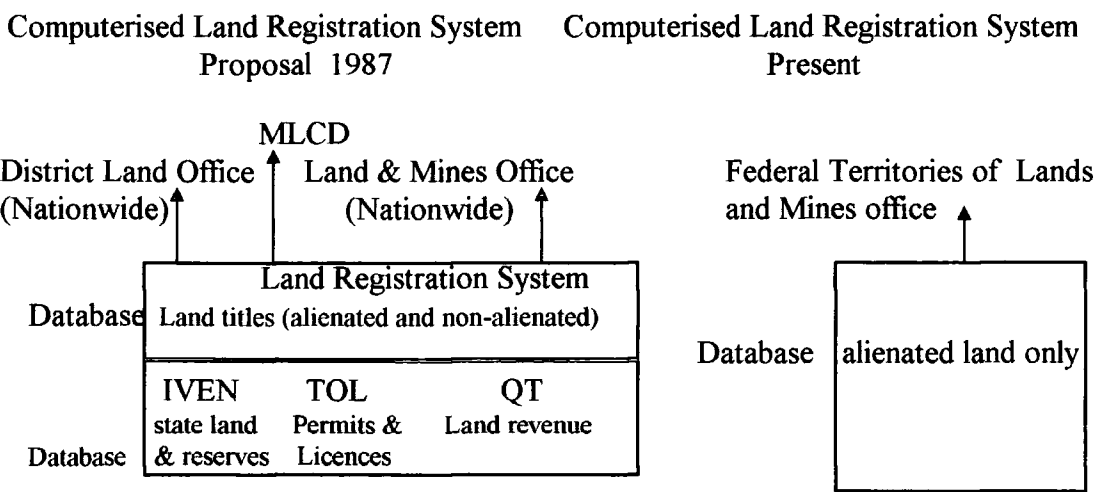 Computerised Land Registration System
Proposal 1987
MLCD
District Land Office
(Nationwide)
Land & Mines Office
(Nationwide)
Land Registration System
Database
Land titles (alienated and non-alienated)
IVEN
TOL
QT
state land
& reserves
Permits &
Licences
Land revenue
Database
Computerised Land Registration System
Present
Federal Territories of Lands
and Mines office
Database
alienated land only